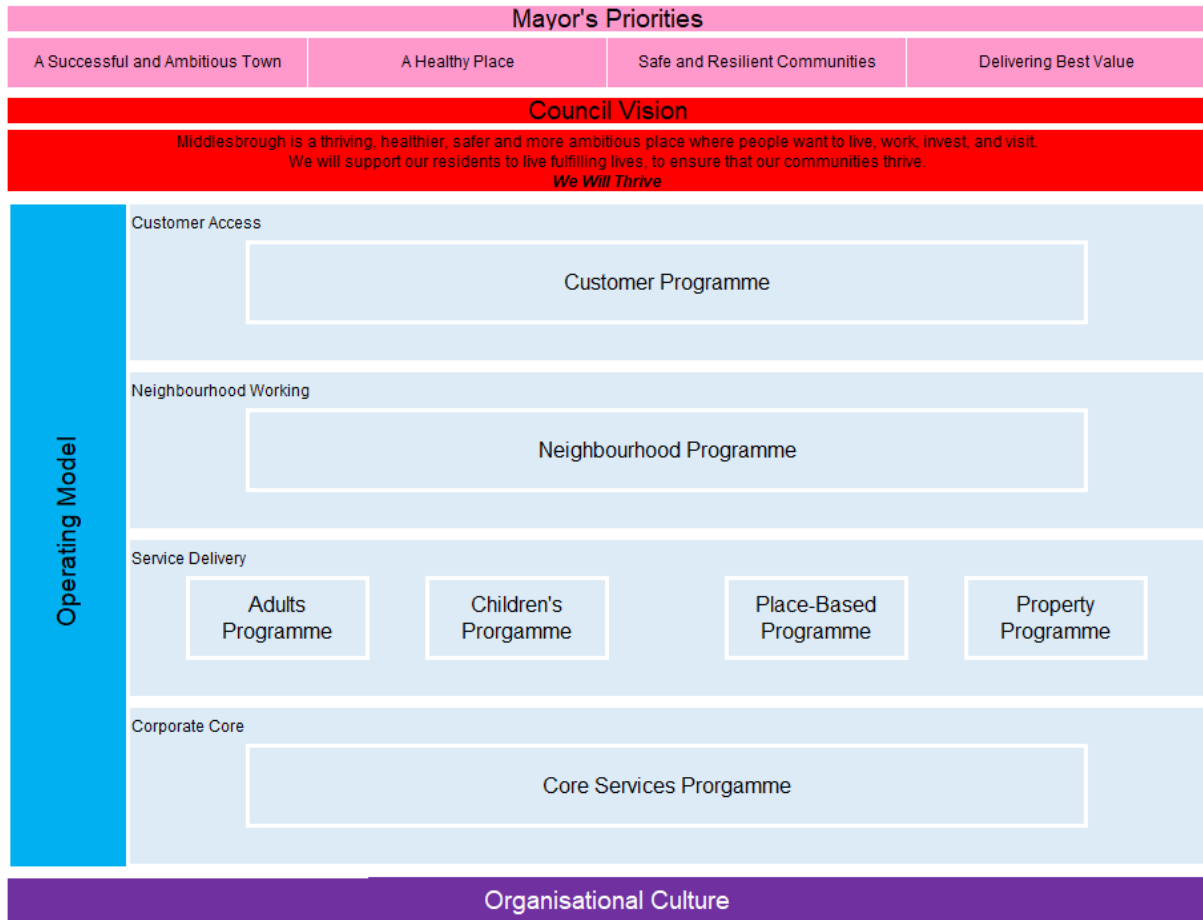 Mayor's Priorities
A Successful and Ambitious Town
A Healthy Place
Safe and Resilient Communities
Delivering Best Value
Council Vision
Middlesbrough is a thriving, healthier, safer and more ambitious place where people want to live, work, invest, and visit.
We will support our residents to live fulfilling lives, to ensure that our communities thrive.
We Will Thrive
Operating Model
Customer Access
Customer Programme
Neighbourhood Working
Neighbourhood Programme
Service Delivery
Adults
Programme
Children's
Prorgamme
Place-Based
Programme
Property
Programme
Corporate Core
Core Services Prorgamme
Organisational Culture